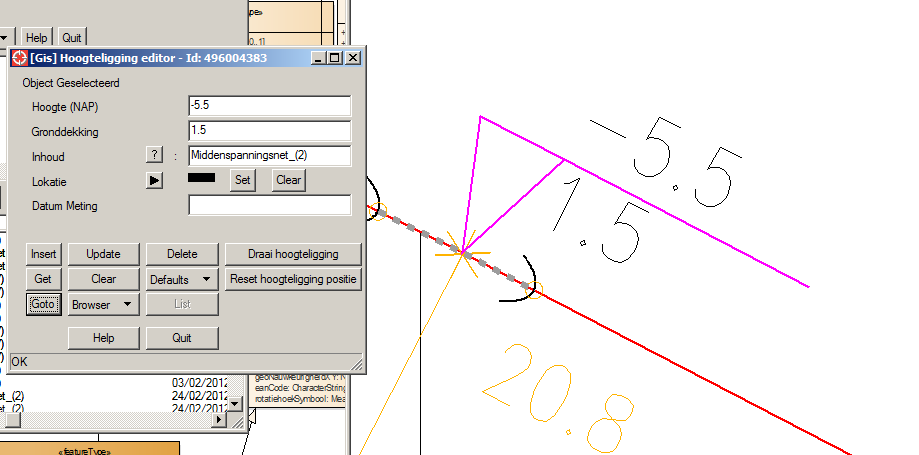 ype»
Help Quit
0..1]
[Gis] Hoogteligging editor - Id: 496004383
Object Geselecteerd
Hoogte (NAP) -5.5
Gronddekking 1.5
Inhoud ? : Middenspanningsnet_(2)
Lokatie Set Clear
Datum Meting
Insert Update Delete Draai hoogteligging
Get Clear Defaults Reset hoogteligging positie
Goto Browser List
Help Quit
OK
03/02/2012
et_(2) 24/02/2012
et_(2) 24/02/2012
eanCode: CharacterString
rotatiehoekSymbool: Mea
«featureType»
-5.5
1.5
20.8